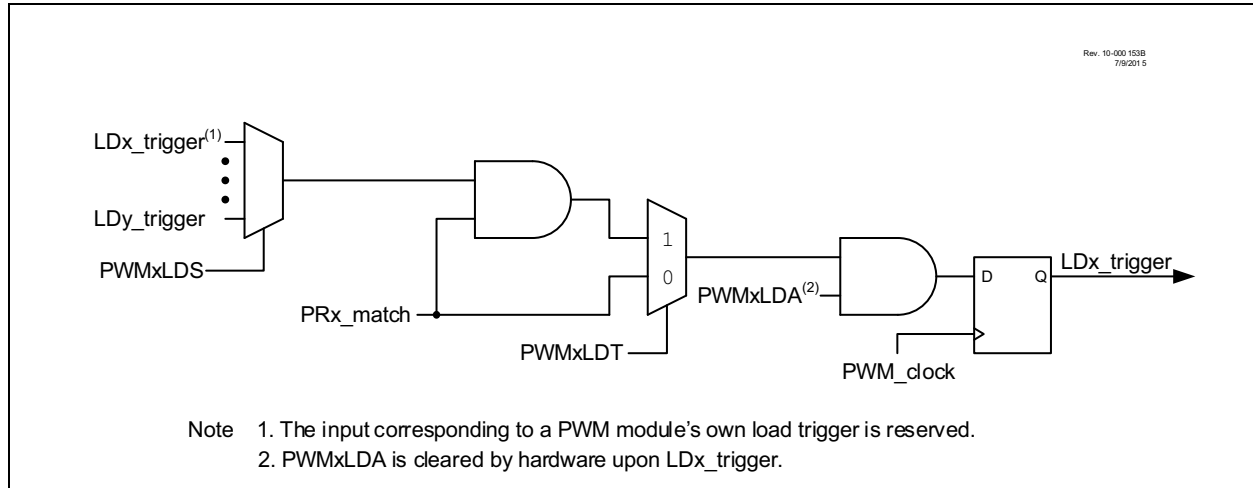 Rev. 10-000 153B
7/9/201 5
LDx_trigger(1)
LDy_trigger
PWMxLDS
PRx_match
1
0
PWMxLDT
PWMxLDA(2)
D Q
LDx_trigger
PWM_clock
Note 1. The input corresponding to a PWM module's own load trigger is reserved.
2. PWMxLDA is cleared by hardware upon LDx_trigger.